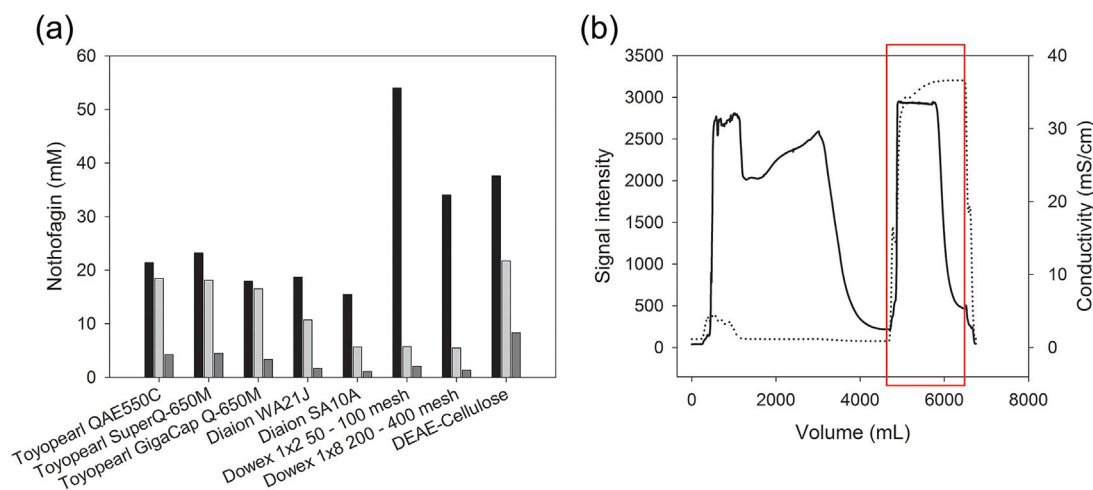 (a)
60
50
40
30
20
10
0
Nothofagin (mM)
Toyopearl QAE550C
Toyopearl SuperQ-650M
Toyopearl GigaCap Q-650M
Diaion WA21J
Diaion SA10A
Dowex 1x2 50 - 100 mesh
Dowex 1x8 200 - 400 mesh
DEAE-Cellulose
(b)
3500
3000
2500
2000
1500
1000
500
0
Signal intensity
40
30
20
10
0
Conductivity (mS/cm)
0 2000 4000 6000 8000
Volume (mL)